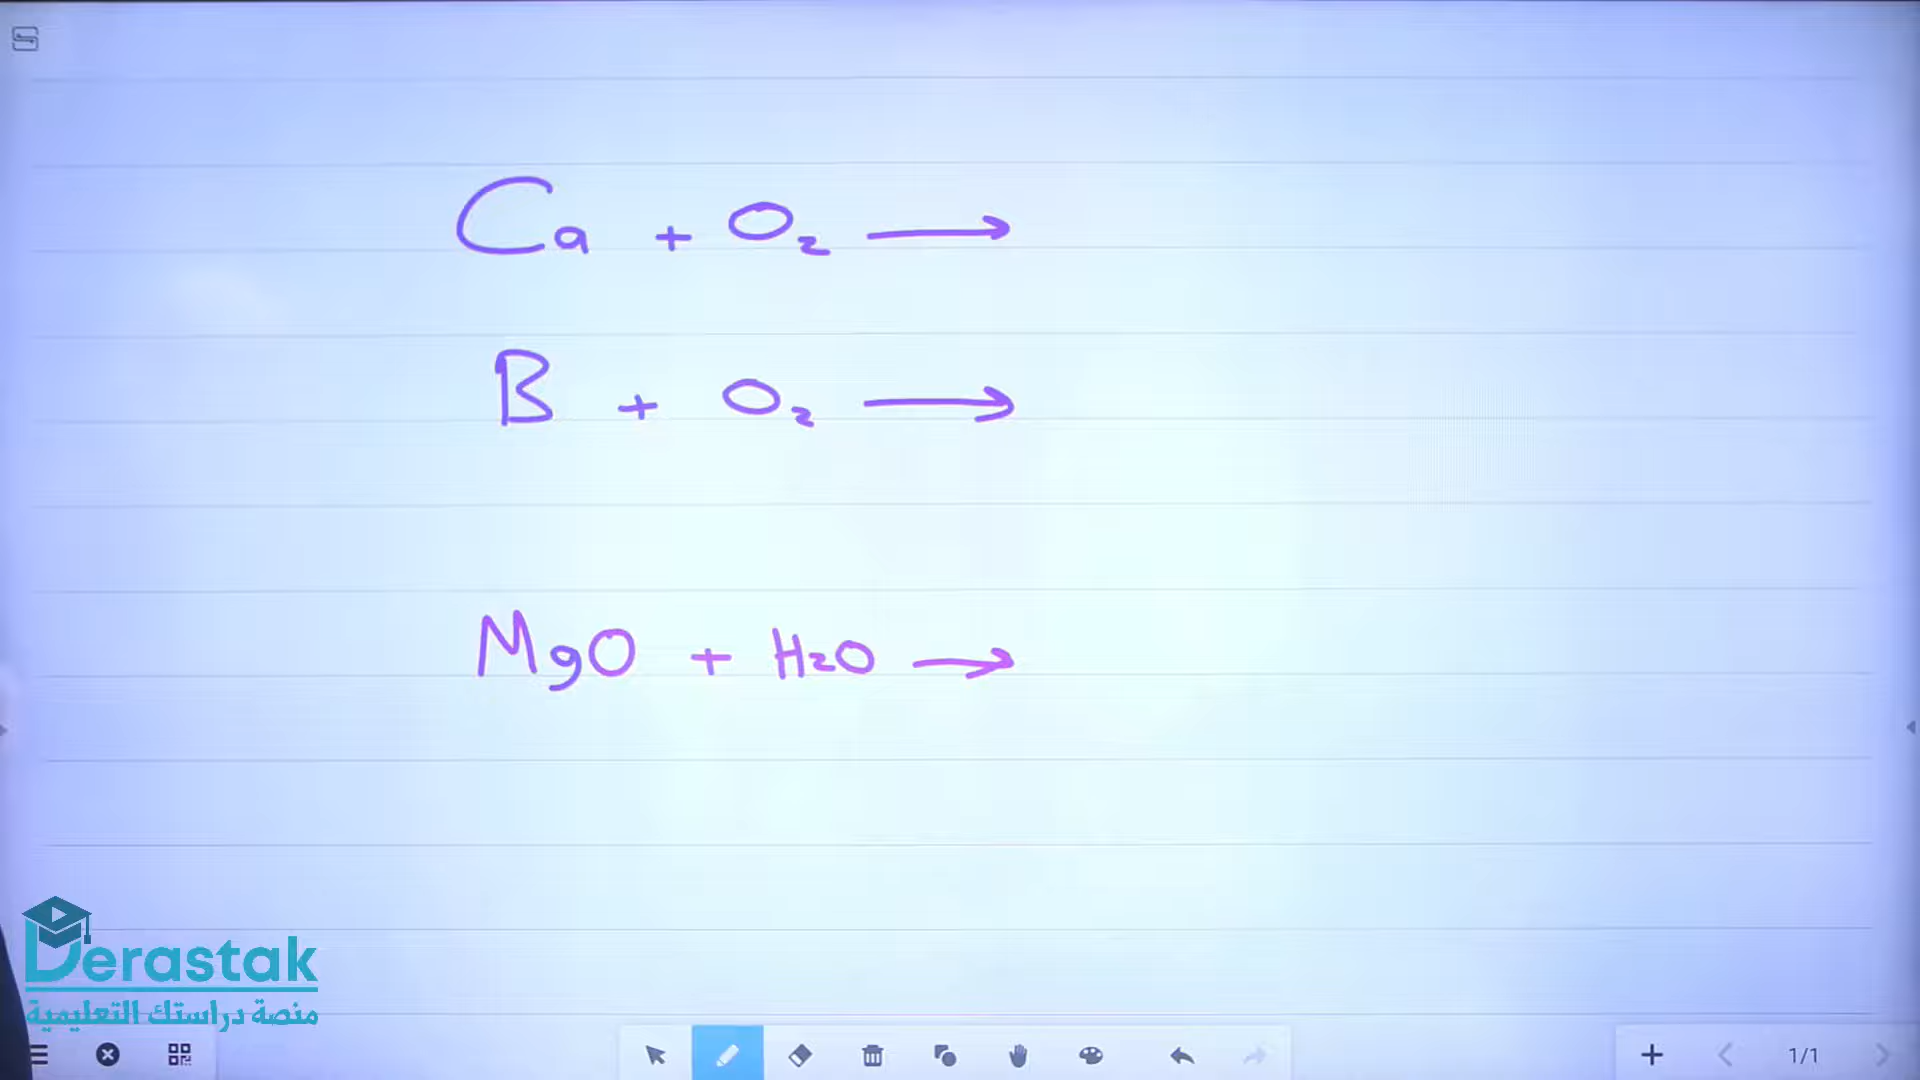 Ca + O₂ →
B + O₂ →
MgO + H₂O →
Derastak
منصة دراستك التعليمية
1/1